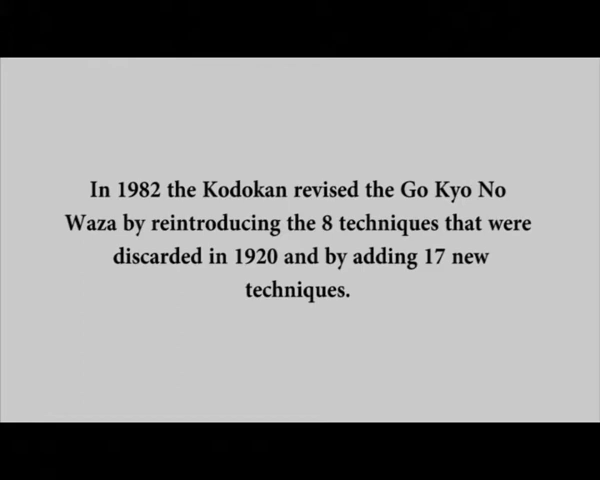 In 1982 the Kodokan revised the Go Kyo No
Waza by reintroducing the 8 techniques that were
discarded in 1920 and by adding 17 new
techniques.